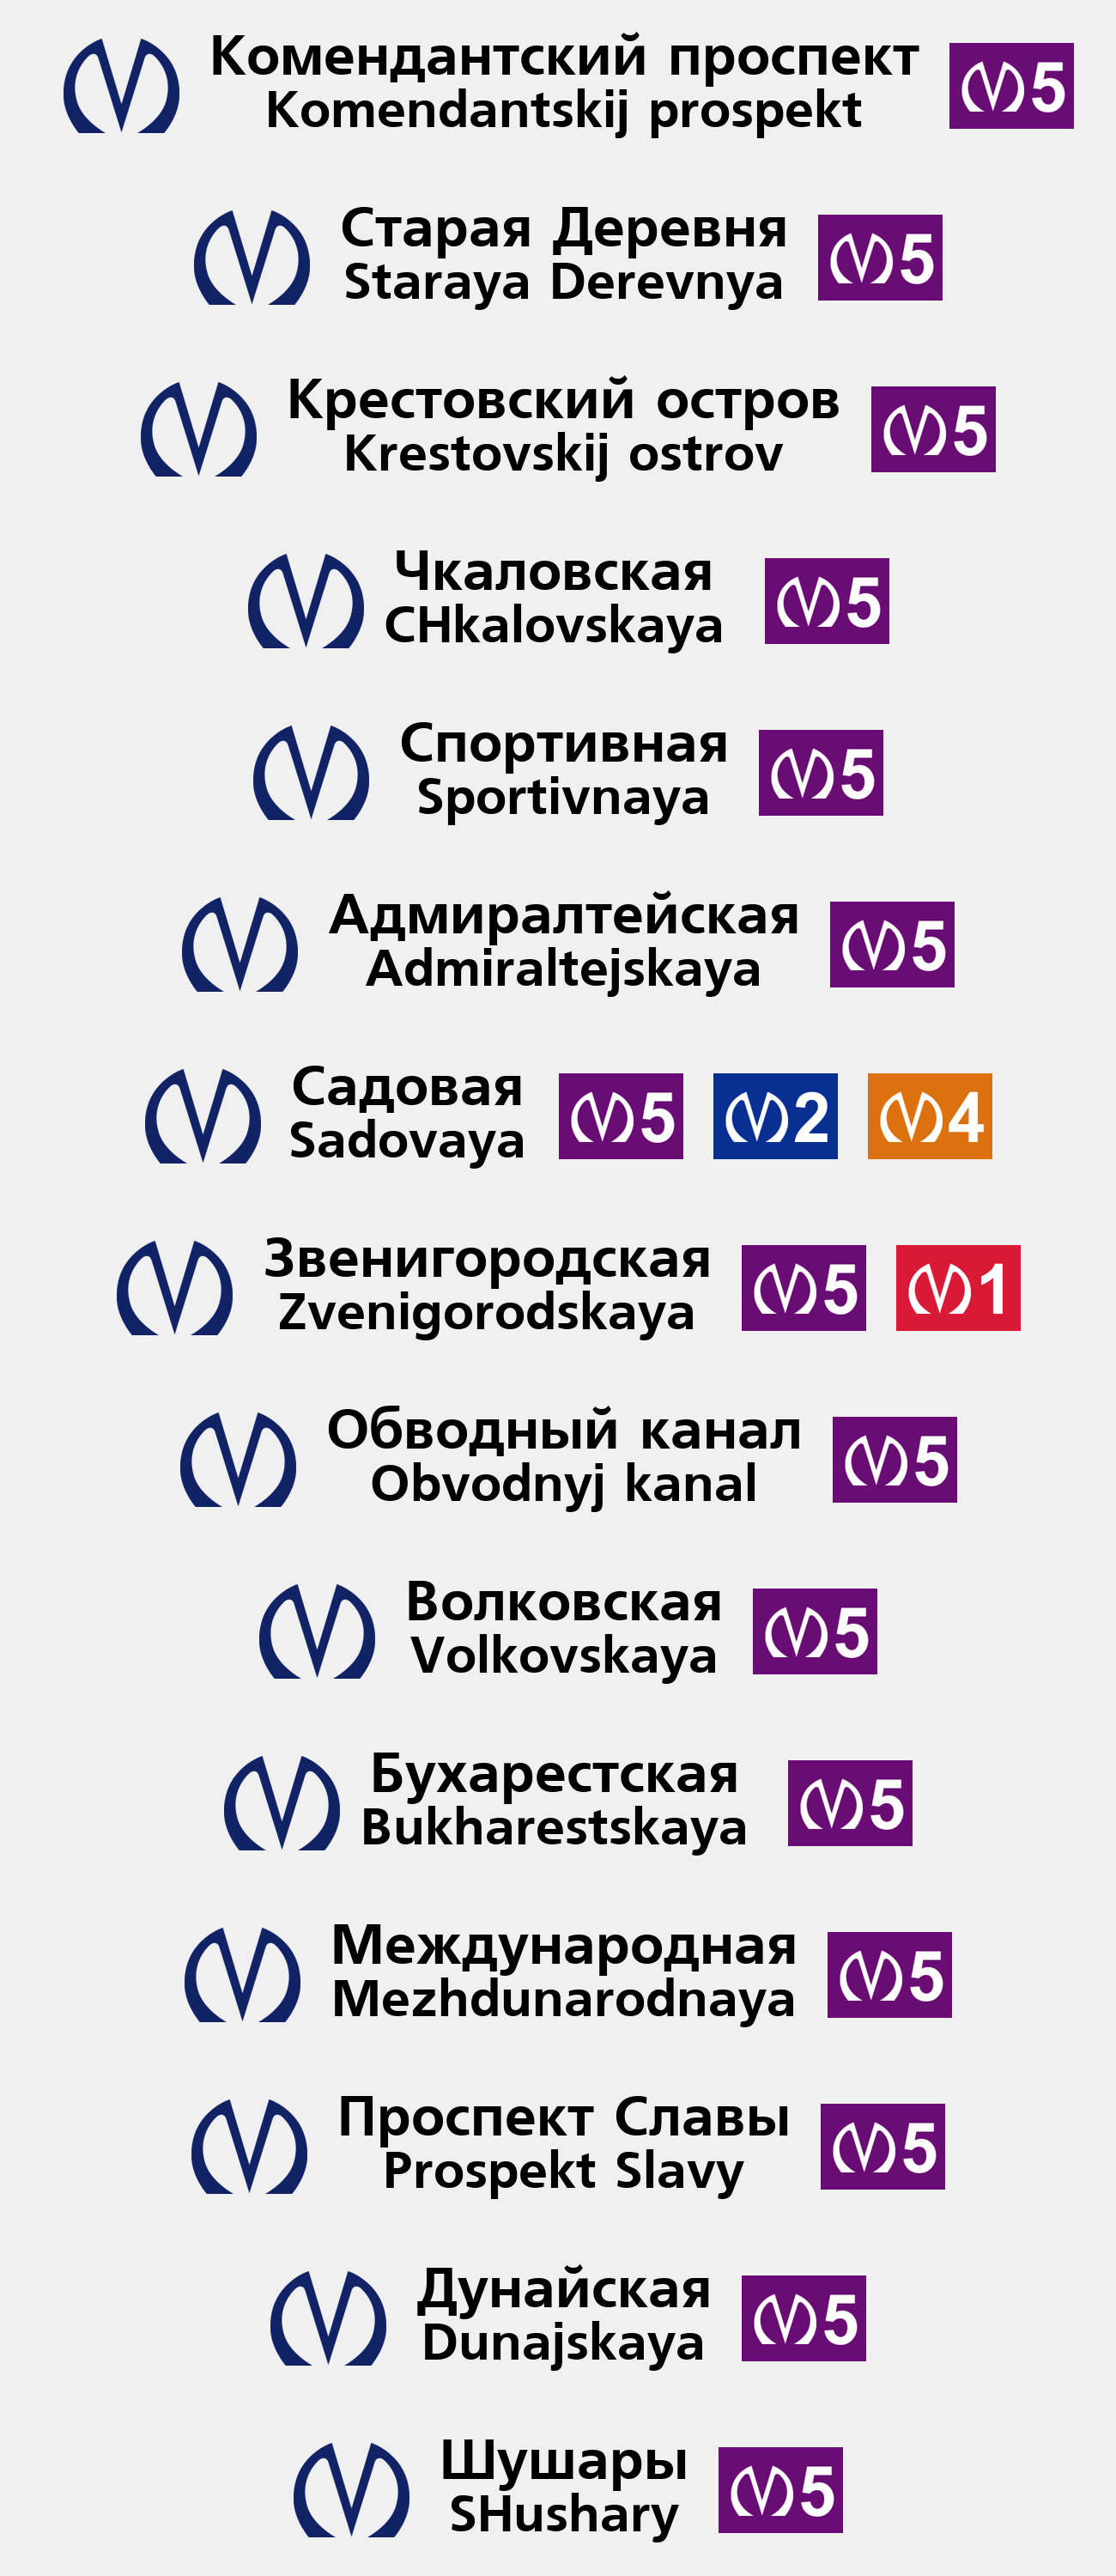 Комендантский проспект
Komendantskij prospekt
5
Старая Деревня
Staraya Derevnya
5
Крестовский остров
Krestovskij ostrov
5
Чкаловская
CHkalovskaya
5
Спортивная
Sportivnaya
5
Адмиралтейская
Admiraltejskaya
5
Садовая
Sadovaya
5 2 4
Звенигородская
Zvenigorodskaya
5 1
Обводный канал
Obvodnyj kanal
5
Волковская
Volkovskaya
5
Бухарестская
Bukharestskaya
5
Международная
Mezhdunarodnaya
5
Проспект Славы
Prospekt Slavy
5
Дунайская
Dunajskaya
5
Шушары
SHushary
5